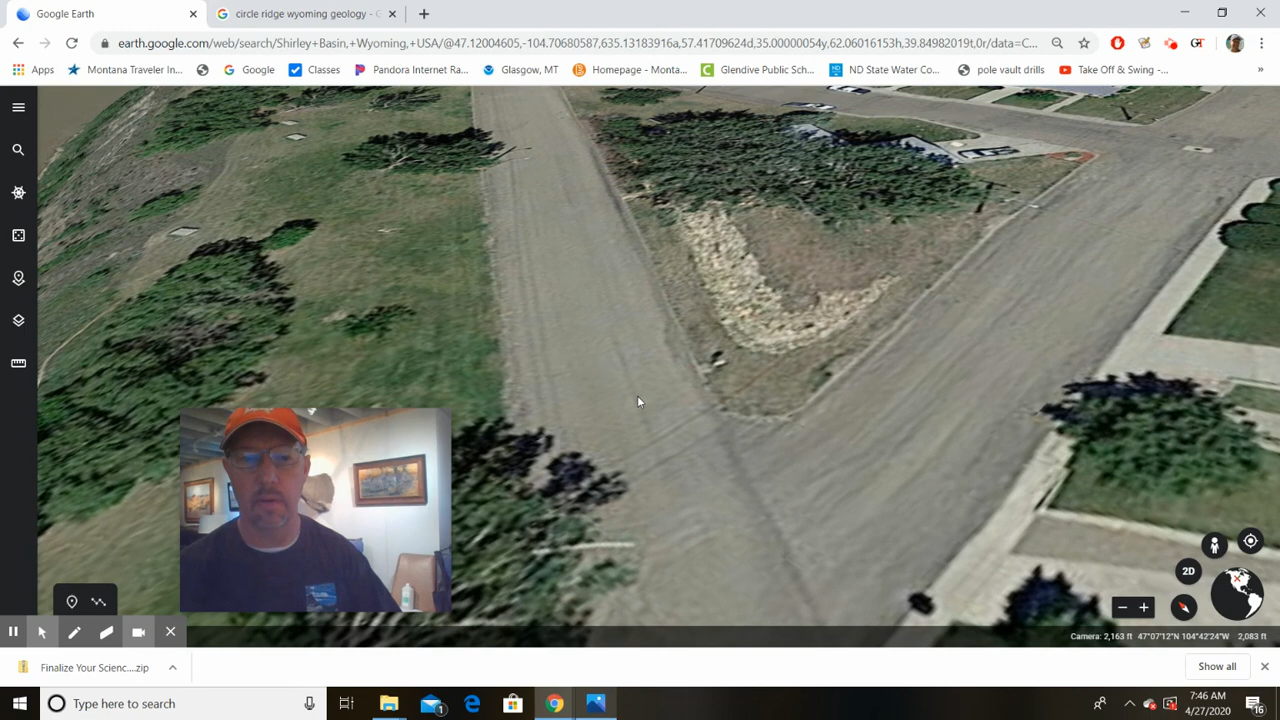 Google Earth
circle ridge wyoming geology - G
earth.google.com/web/search/Shirley+Basin,+Wyoming,+USA/@47.12004605,-104.70680587,635.13183916a,57.41709624d,35.00000054y,62.06016153h,39.84982019t,0r/data=C...
Apps
Montana Traveler In...
Google
Classes
Pandora Internet Ra...
Glasgow, MT
Homepage - Monta...
Glendive Public Sch...
ND State Water Co...
pole vault drills
Take Off & Swing -...
»
2D
Camera: 2,163 ft 47°07'12"N 104°42'24"W 2,083 ft
Finalize Your Scienc....zip
Show all
Type here to search
7:46 AM
4/27/2020